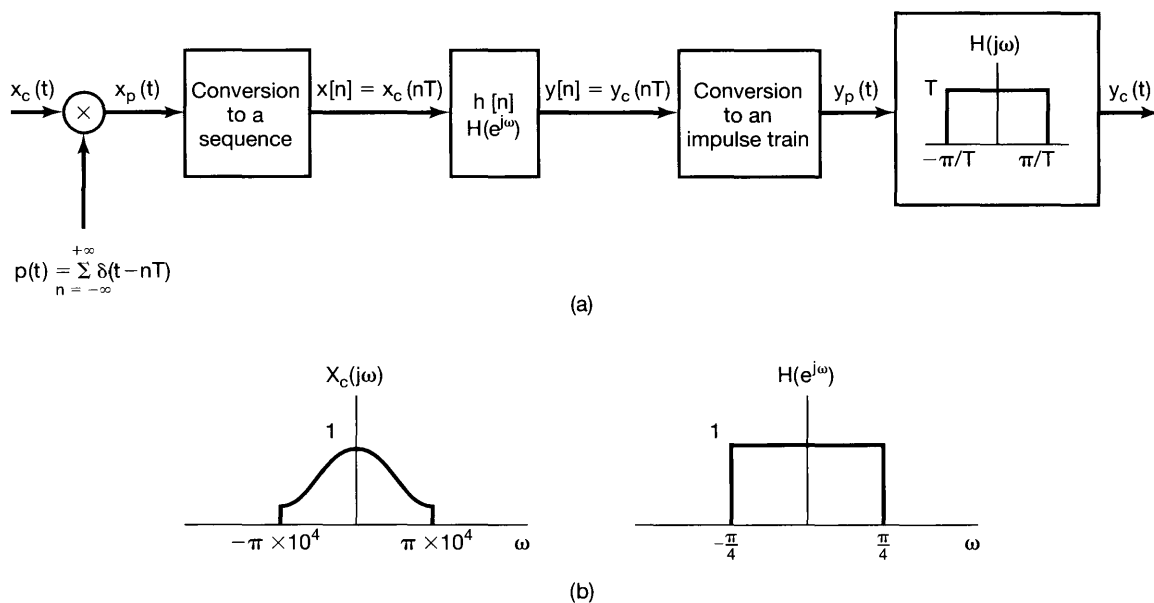 x_c(t)
x_p(t)
Conversion
to a
sequence
x[n] = x_c(nT)
h [n]
H(e^{jω})
y[n] = y_c(nT)
Conversion
to an
impulse train
y_p(t)
H(jω)
T
−π/T
π/T
y_c(t)
×
p(t) = Σ_{n = −∞}^{+∞} δ(t−nT)
(a)
X_c(jω)
1
−π ×10^4
π ×10^4
ω
H(e^{jω})
1
−π/4
π/4
ω
(b)